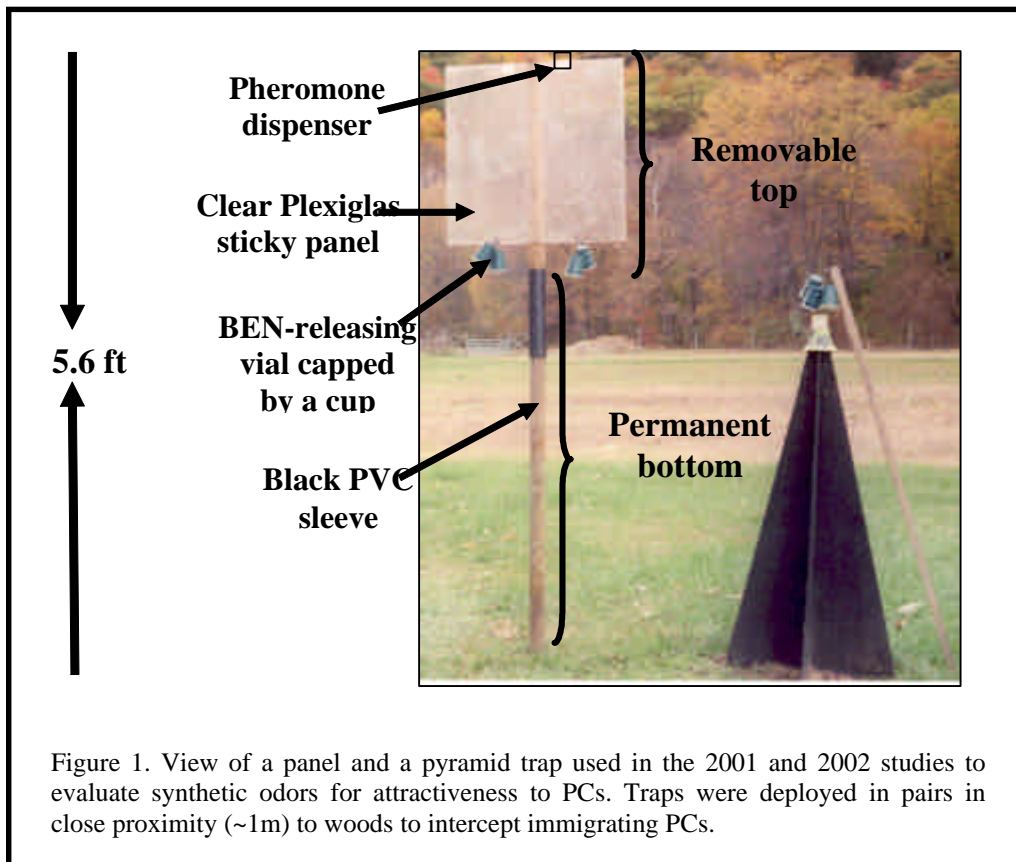 Pheromone
dispenser
Removable
top
Clear Plexiglas
sticky panel
BEN-releasing
vial capped
by a cup
5.6 ft
Permanent
bottom
Black PVC
sleeve
Figure 1. View of a panel and a pyramid trap used in the 2001 and 2002 studies to
evaluate synthetic odors for attractiveness to PCs. Traps were deployed in pairs in
close proximity (~1m) to woods to intercept immigrating PCs.